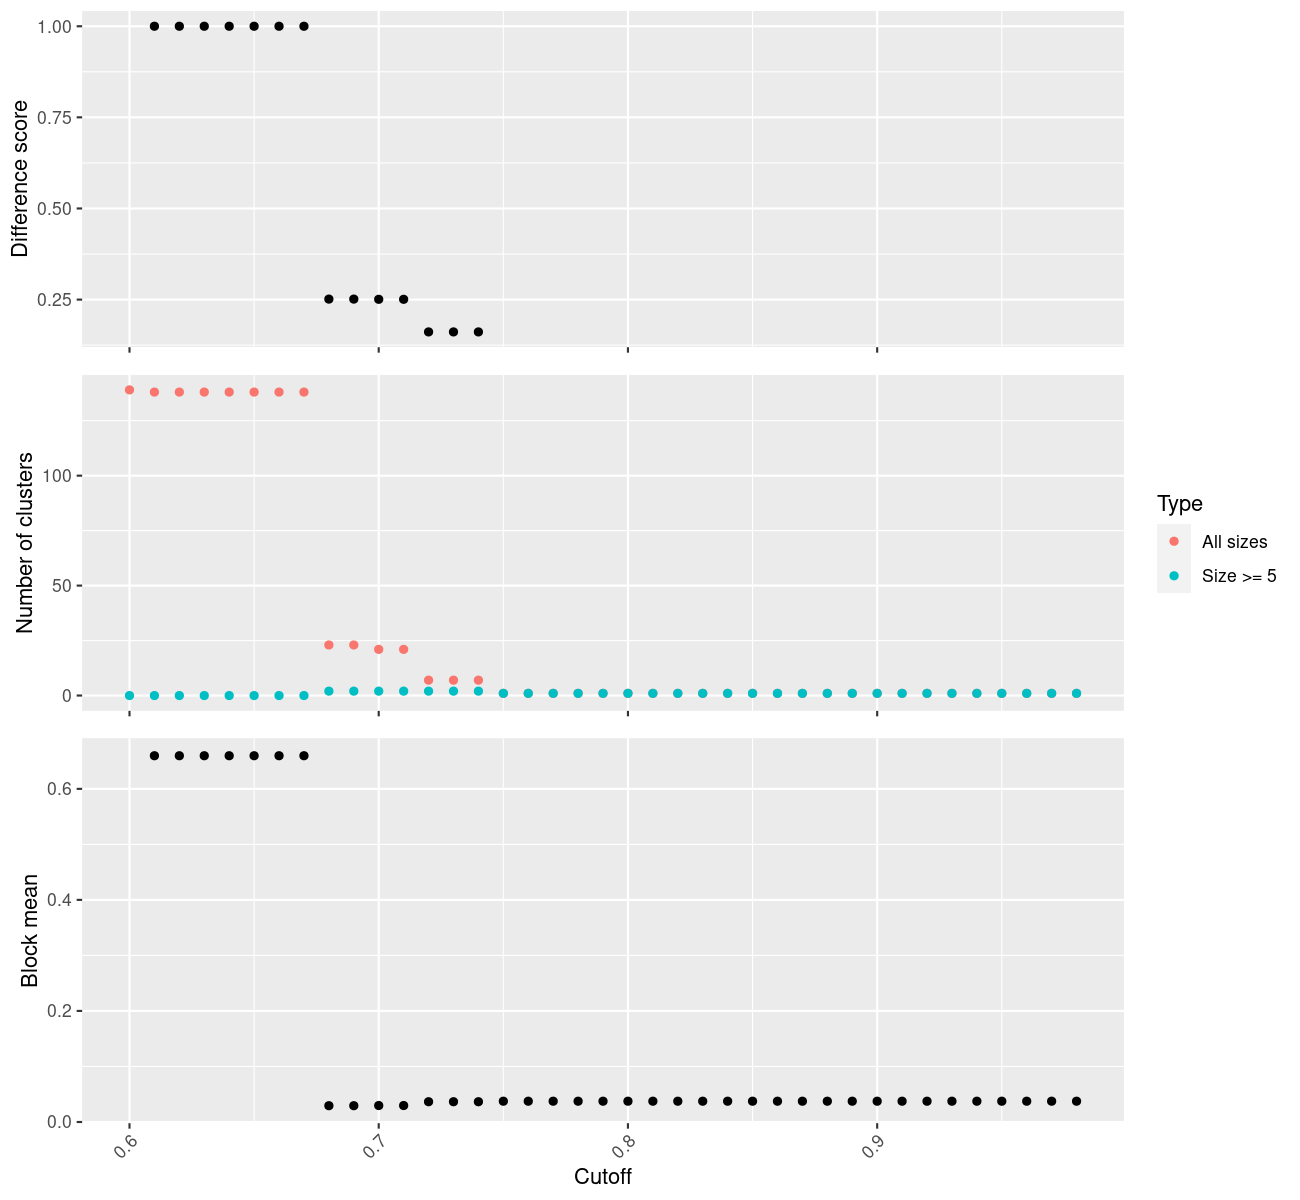 Difference score
1.00
0.75
0.50
0.25
Number of clusters
100
50
0
Type
All sizes
Size >= 5
Block mean
0.6
0.4
0.2
0.0
0.6 0.7 0.8 0.9
Cutoff